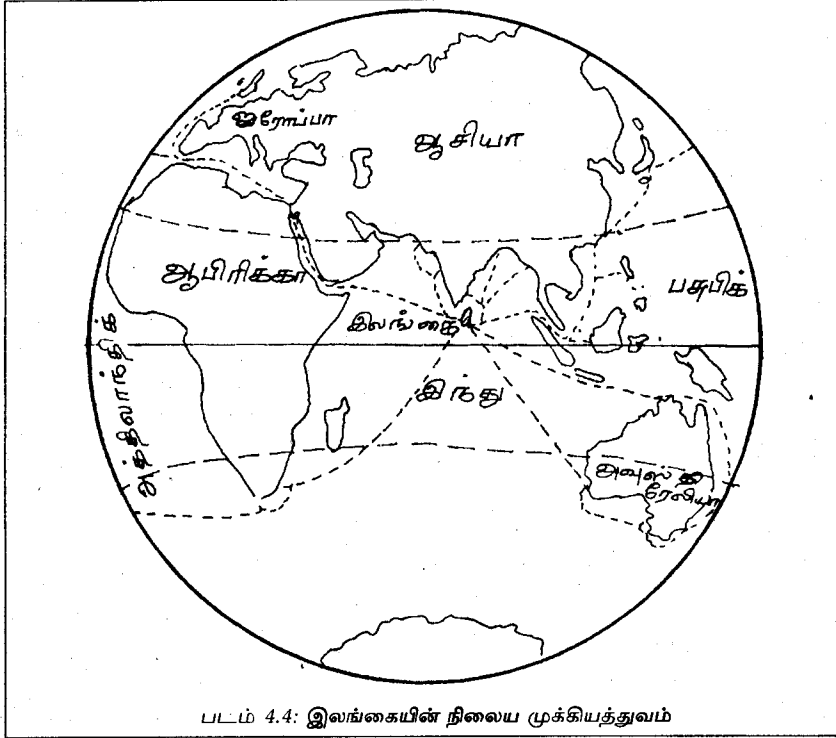 ஐரோப்பா
ஆசியா
ஆபிரிக்கா
பசுபிக்
இலங்கை
அத்திலாந்திக்
இந்து
அவுஸ்தி
ரேலியா
படம் 4.4: இலங்கையின் நிலைய முக்கியத்துவம்